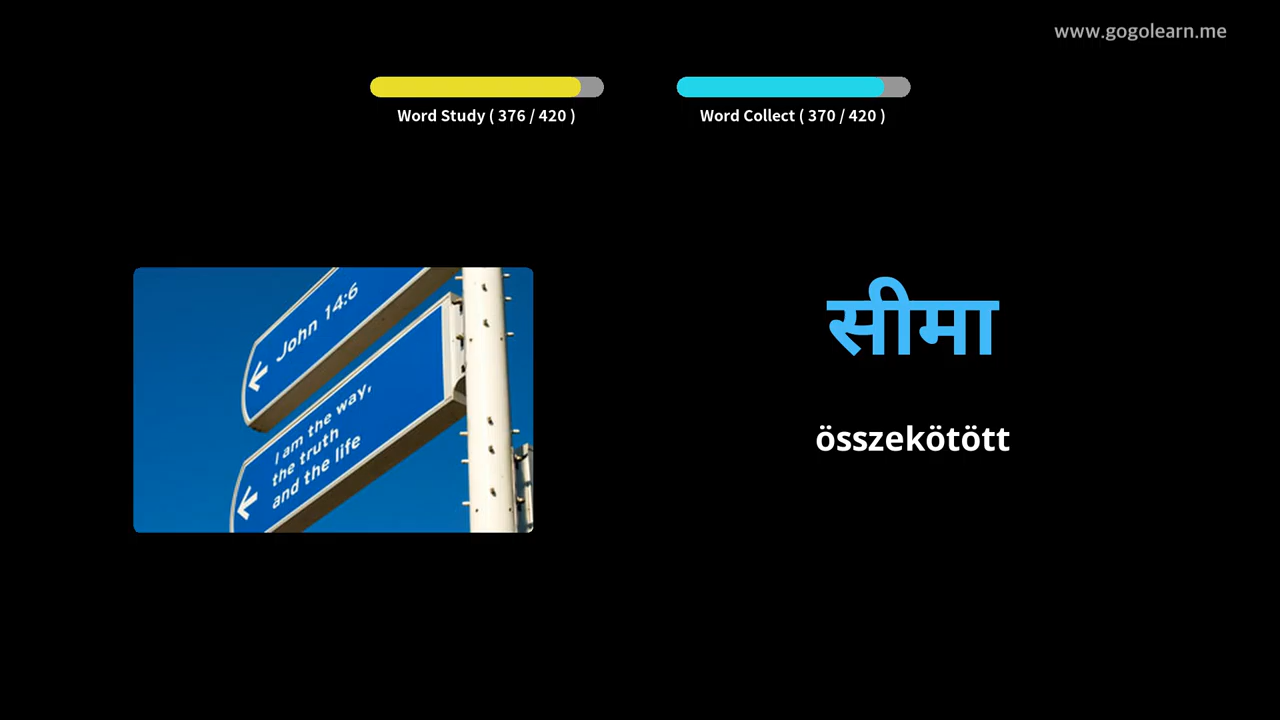 www.gogolearn.me
Word Study ( 376 / 420 )
Word Collect ( 370 / 420 )
John 14:6
I am the way,
the truth
and the life
सीमा
összekötött